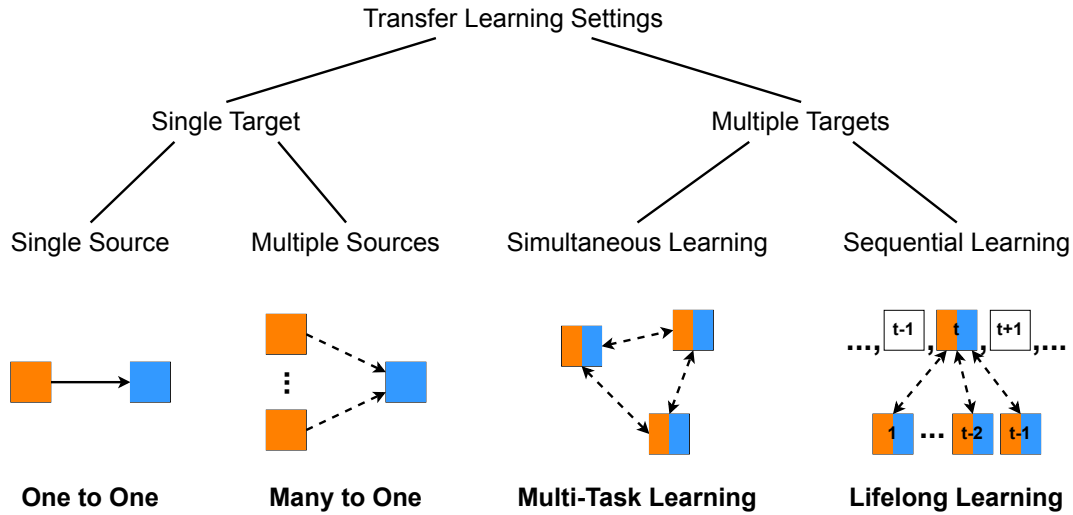 Transfer Learning Settings
Single Target
Multiple Targets
Single Source
Multiple Sources
Simultaneous Learning
Sequential Learning
...
..., t-1 , t , t+1 ,...
1 ... t-2 t-1
One to One
Many to One
Multi-Task Learning
Lifelong Learning